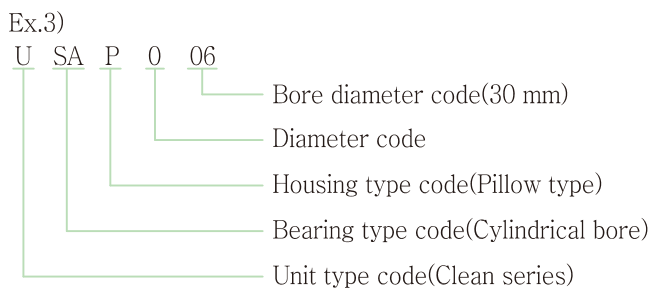 Ex.3)
U SA P 0 06
Bore diameter code(30 mm)
Diameter code
Housing type code(Pillow type)
Bearing type code(Cylindrical bore)
Unit type code(Clean series)